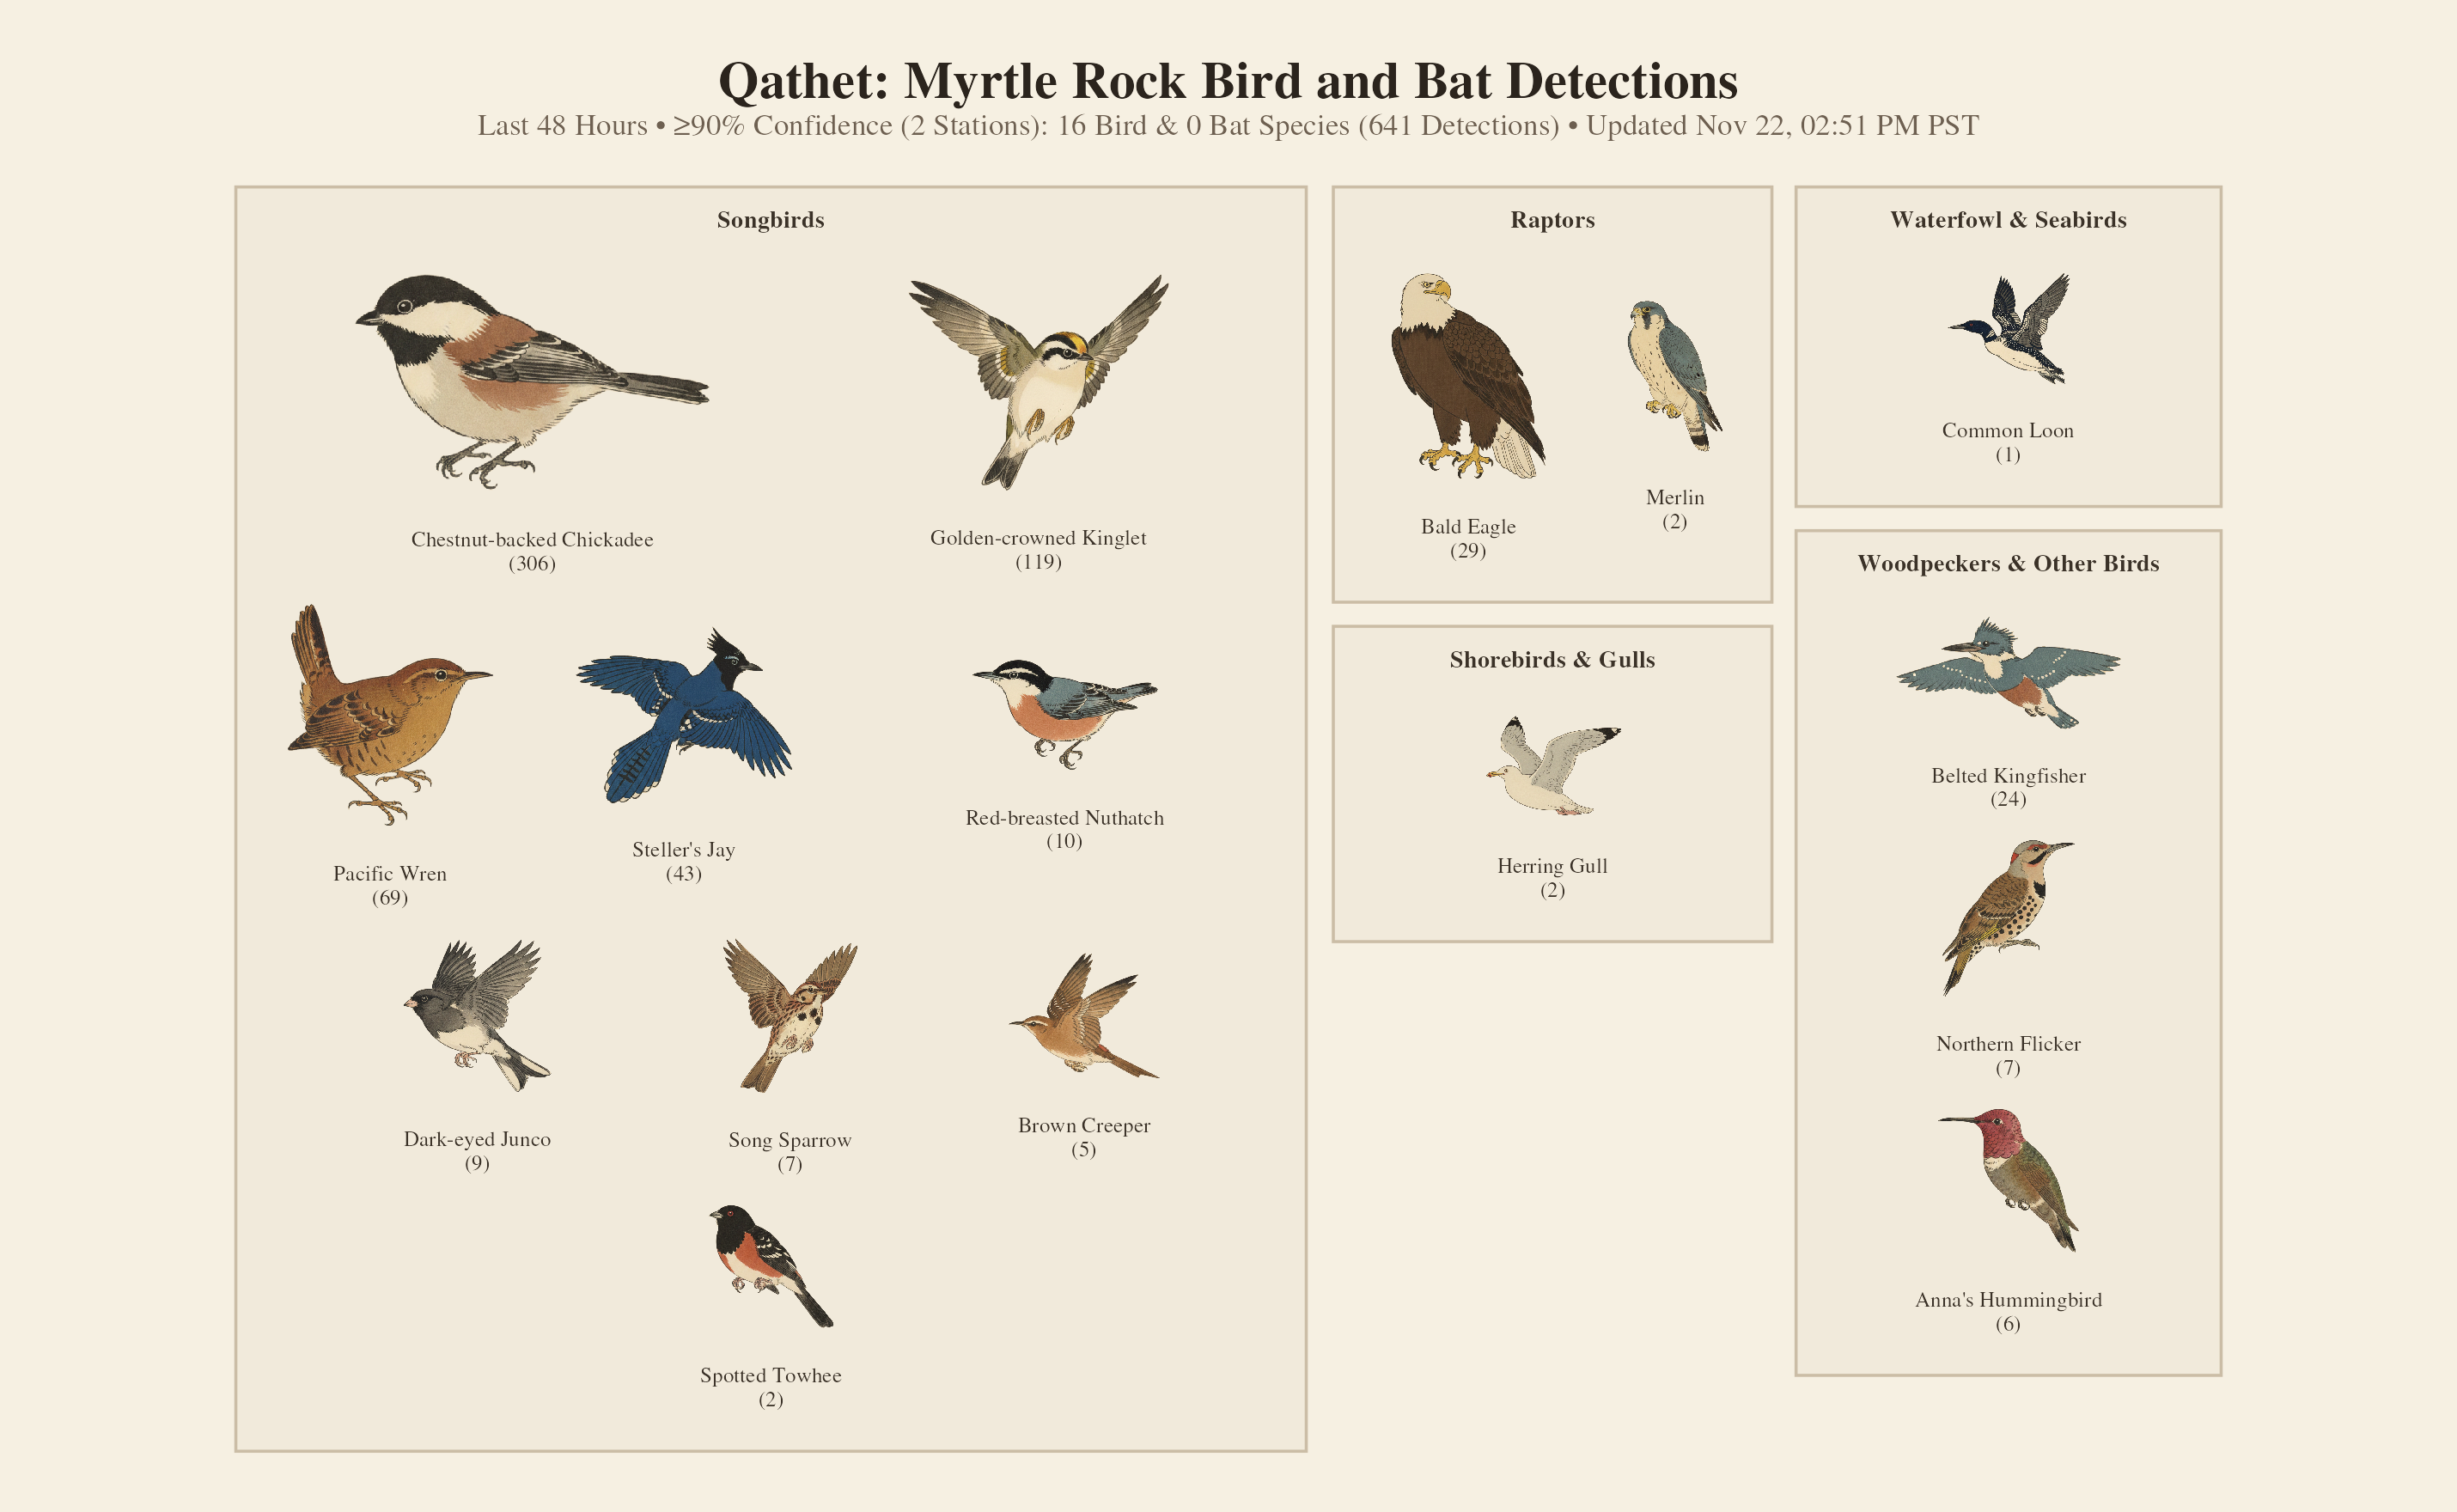 Qathet: Myrtle Rock Bird and Bat Detections
Last 48 Hours • ≥90% Confidence (2 Stations): 16 Bird & 0 Bat Species (641 Detections) • Updated Nov 22, 02:51 PM PST
Songbirds
Chestnut-backed Chickadee
(306)
Golden-crowned Kinglet
(119)
Pacific Wren
(69)
Steller's Jay
(43)
Red-breasted Nuthatch
(10)
Dark-eyed Junco
(9)
Song Sparrow
(7)
Brown Creeper
(5)
Spotted Towhee
(2)
Raptors
Bald Eagle
(29)
Merlin
(2)
Shorebirds & Gulls
Herring Gull
(2)
Waterfowl & Seabirds
Common Loon
(1)
Woodpeckers & Other Birds
Belted Kingfisher
(24)
Northern Flicker
(7)
Anna's Hummingbird
(6)